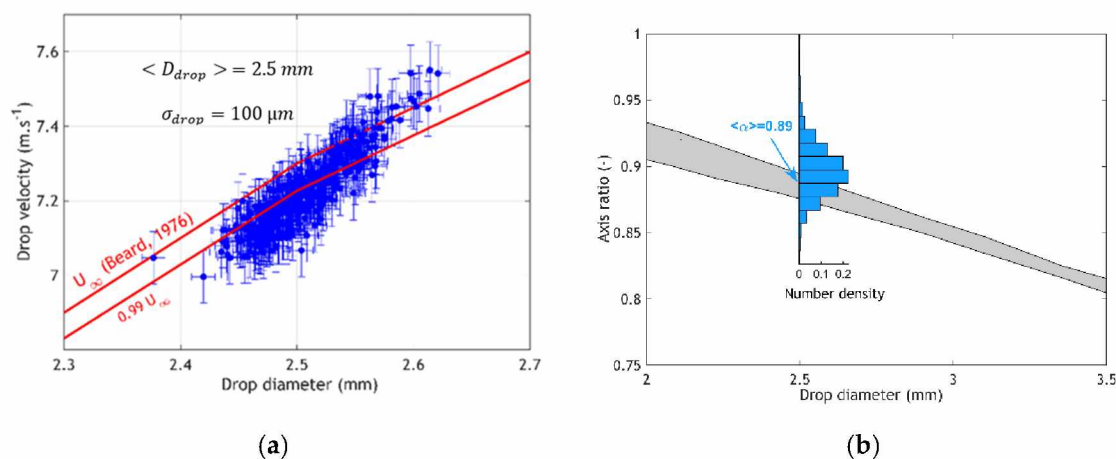 7.6
7.4
7.2
7
Drop velocity (m.s⁻¹)
< D_drop > = 2.5 mm
σ_drop = 100 μm
U_∞ (Beard, 1976)
0.99 U_∞
2.3 2.4 2.5 2.6 2.7
Drop diameter (mm)
(a)
1
0.95
0.9
0.85
0.8
0.75
Axis ratio (-)
<α>=0.89
0 0.1 0.2
Number density
2 2.5 3 3.5
Drop diameter (mm)
(b)